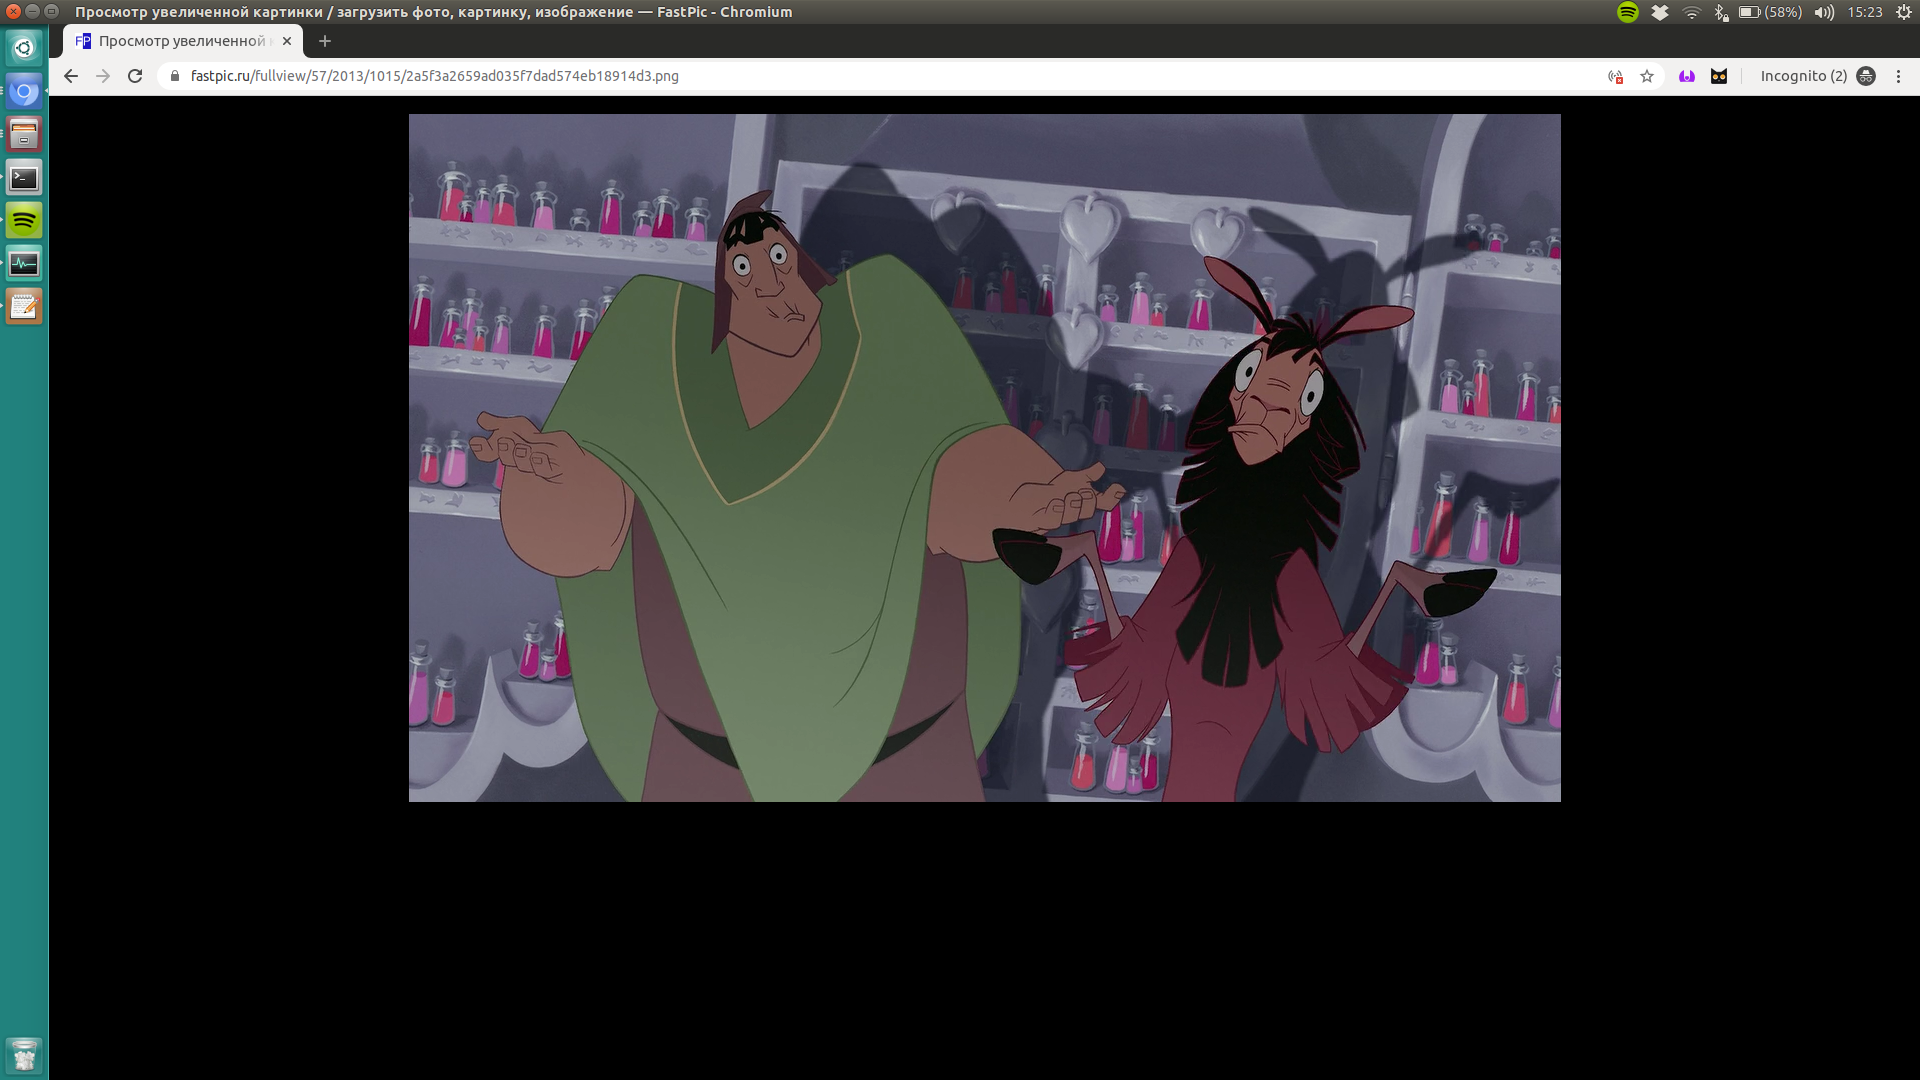 Просмотр увеличенной картинки / загрузить фото, картинку, изображение — FastPic - Chromium
(58%)
15:23
FP
Просмотр увеличенной
fastpic.ru/fullview/57/2013/1015/2a5f3a2659ad035f7dad574eb18914d3.png
Incognito (2)